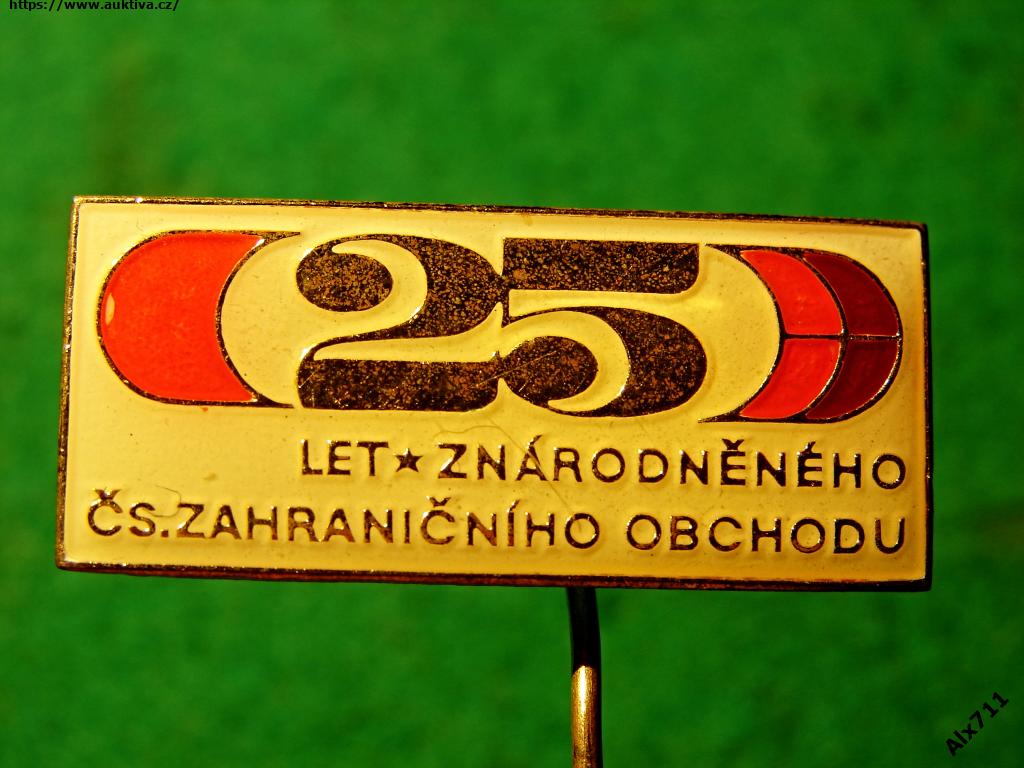 https://www.auktiva.cz/
25
LET ★ ZNÁRODNĚNÉHO
ČS. ZAHRANIČNÍHO OBCHODU
Alx711